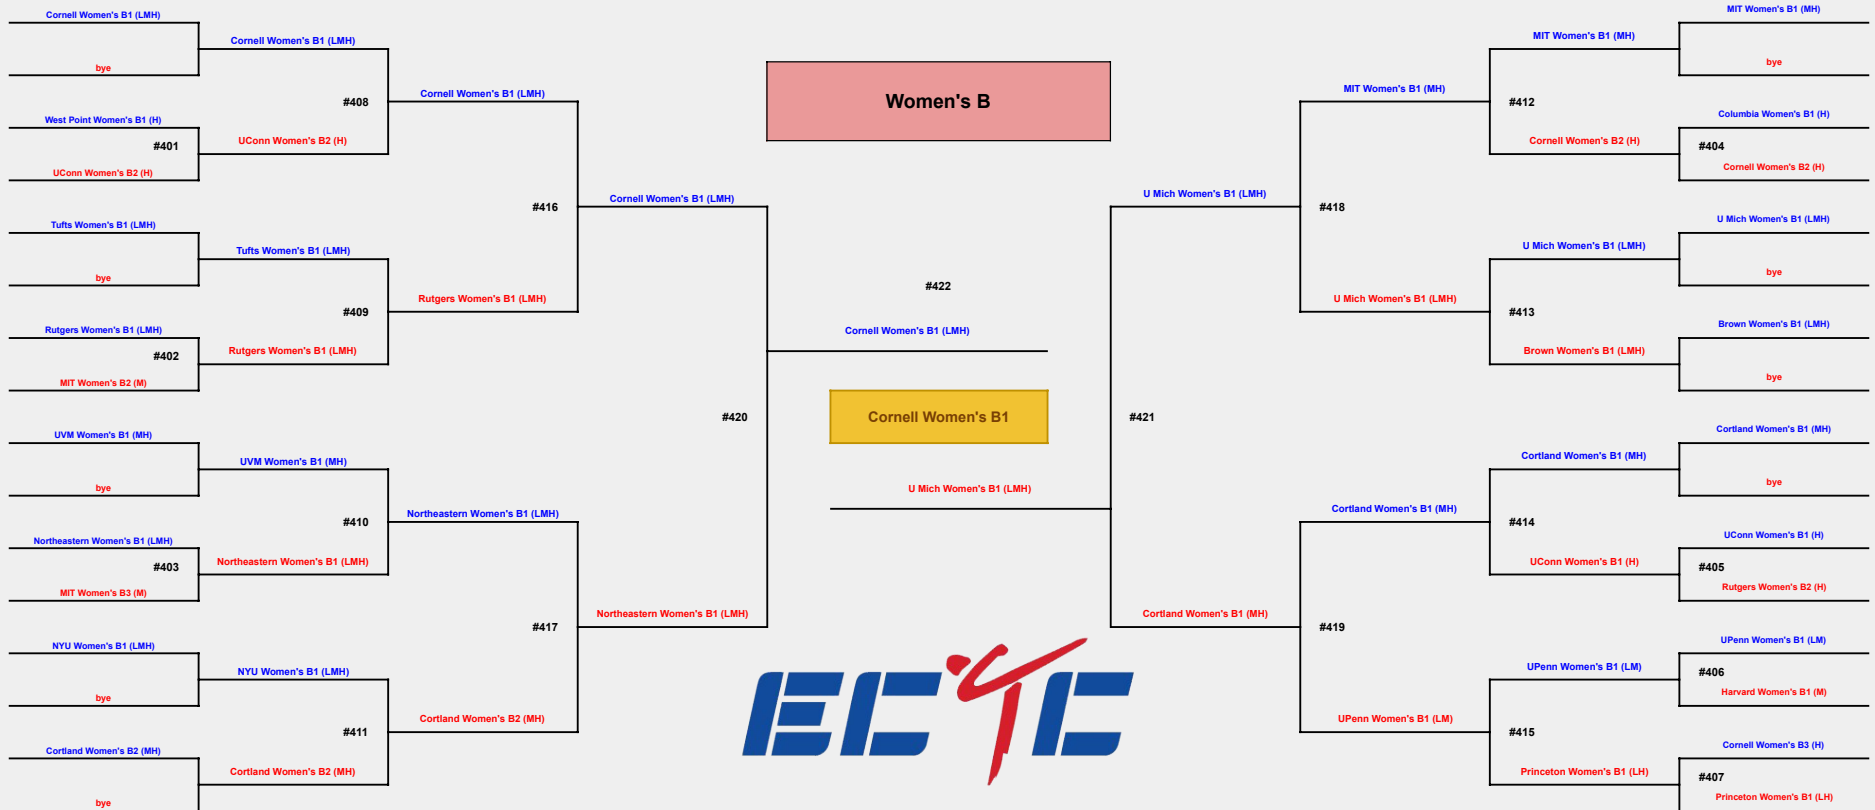 Cornell Women's B1 (LMH)
bye
Cornell Women's B1 (LMH)
#408
West Point Women's B1 (H)
#401
UConn Women's B2 (H)
UConn Women's B2 (H)
Cornell Women's B1 (LMH)
#416
Tufts Women's B1 (LMH)
bye
Tufts Women's B1 (LMH)
#409
Rutgers Women's B1 (LMH)
#402
MIT Women's B2 (M)
Rutgers Women's B1 (LMH)
Rutgers Women's B1 (LMH)
Cornell Women's B1 (LMH)
#420
UVM Women's B1 (MH)
bye
UVM Women's B1 (MH)
#410
Northeastern Women's B1 (LMH)
#403
MIT Women's B3 (M)
Northeastern Women's B1 (LMH)
Northeastern Women's B1 (LMH)
#417
NYU Women's B1 (LMH)
bye
NYU Women's B1 (LMH)
#411
Cortland Women's B2 (MH)
bye
Cortland Women's B2 (MH)
Cortland Women's B2 (MH)
Northeastern Women's B1 (LMH)
Women's B
#422
Cornell Women's B1 (LMH)
Cornell Women's B1
U Mich Women's B1 (LMH)
ECTC
U Mich Women's B1 (LMH)
#421
Cortland Women's B1 (MH)
MIT Women's B1 (MH)
#418
U Mich Women's B1 (LMH)
Cortland Women's B1 (MH)
#419
UPenn Women's B1 (LM)
MIT Women's B1 (MH)
#412
Cornell Women's B2 (H)
U Mich Women's B1 (LMH)
#413
Brown Women's B1 (LMH)
Cortland Women's B1 (MH)
#414
UConn Women's B1 (H)
UPenn Women's B1 (LM)
#415
Princeton Women's B1 (LH)
MIT Women's B1 (MH)
bye
Columbia Women's B1 (H)
#404
Cornell Women's B2 (H)
U Mich Women's B1 (LMH)
bye
Brown Women's B1 (LMH)
bye
Cortland Women's B1 (MH)
bye
UConn Women's B1 (H)
#405
Rutgers Women's B2 (H)
UPenn Women's B1 (LM)
#406
Harvard Women's B1 (M)
Cornell Women's B3 (H)
#407
Princeton Women's B1 (LH)